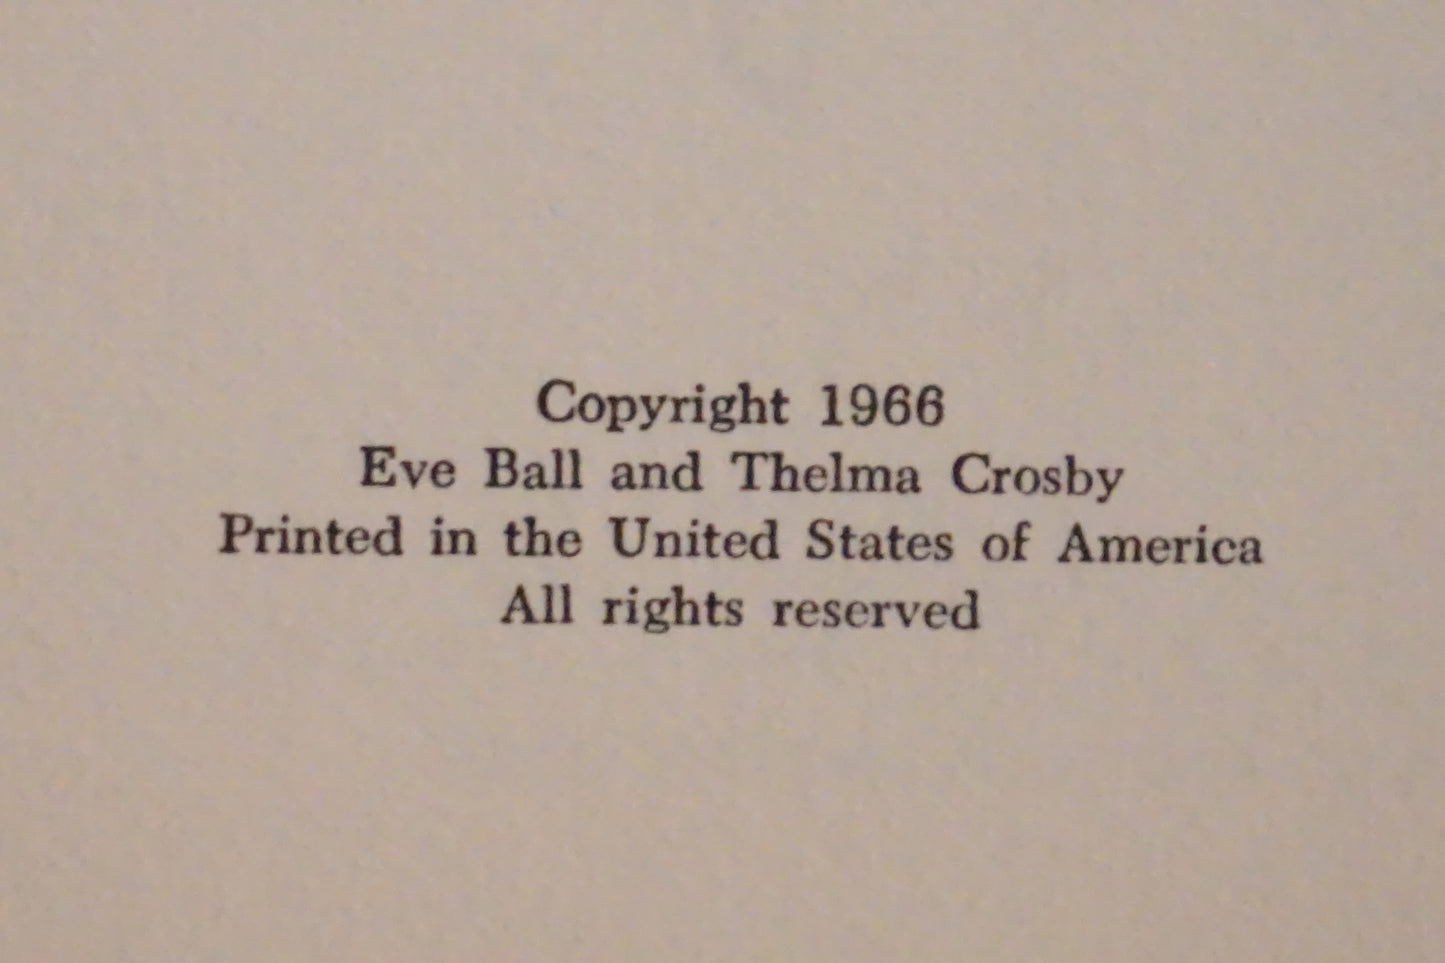 Copyright 1966
Eve Ball and Thelma Crosby
Printed in the United States of America
All rights reserved